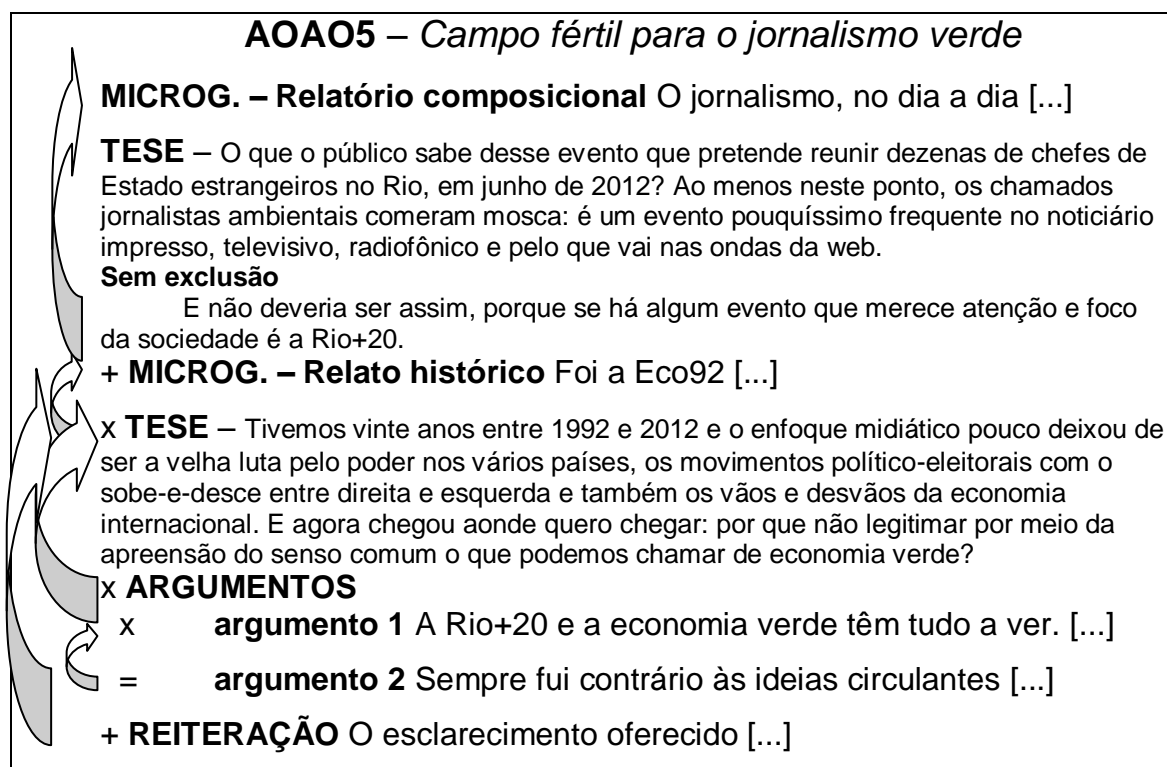 AOAO5 – Campo fértil para o jornalismo verde
MICROG. – Relatório composicional O jornalismo, no dia a dia [...]
TESE – O que o público sabe desse evento que pretende reunir dezenas de chefes de
Estado estrangeiros no Rio, em junho de 2012? Ao menos neste ponto, os chamados
jornalistas ambientais comeram mosca: é um evento pouquíssimo frequente no noticiário
impresso, televisivo, radiofônico e pelo que vai nas ondas da web.
Sem exclusão
E não deveria ser assim, porque se há algum evento que merece atenção e foco
da sociedade é a Rio+20.
+ MICROG. – Relato histórico Foi a Eco92 [...]
x TESE – Tivemos vinte anos entre 1992 e 2012 e o enfoque midiático pouco deixou de
ser a velha luta pelo poder nos vários países, os movimentos político-eleitorais com o
sobe-e-desce entre direita e esquerda e também os vãos e desvãos da economia
internacional. E agora chegou aonde quero chegar: por que não legitimar por meio da
apreensão do senso comum o que podemos chamar de economia verde?
x ARGUMENTOS
x argumento 1 A Rio+20 e a economia verde têm tudo a ver. [...]
= argumento 2 Sempre fui contrário às ideias circulantes [...]
+ REITERAÇÃO O esclarecimento oferecido [...]